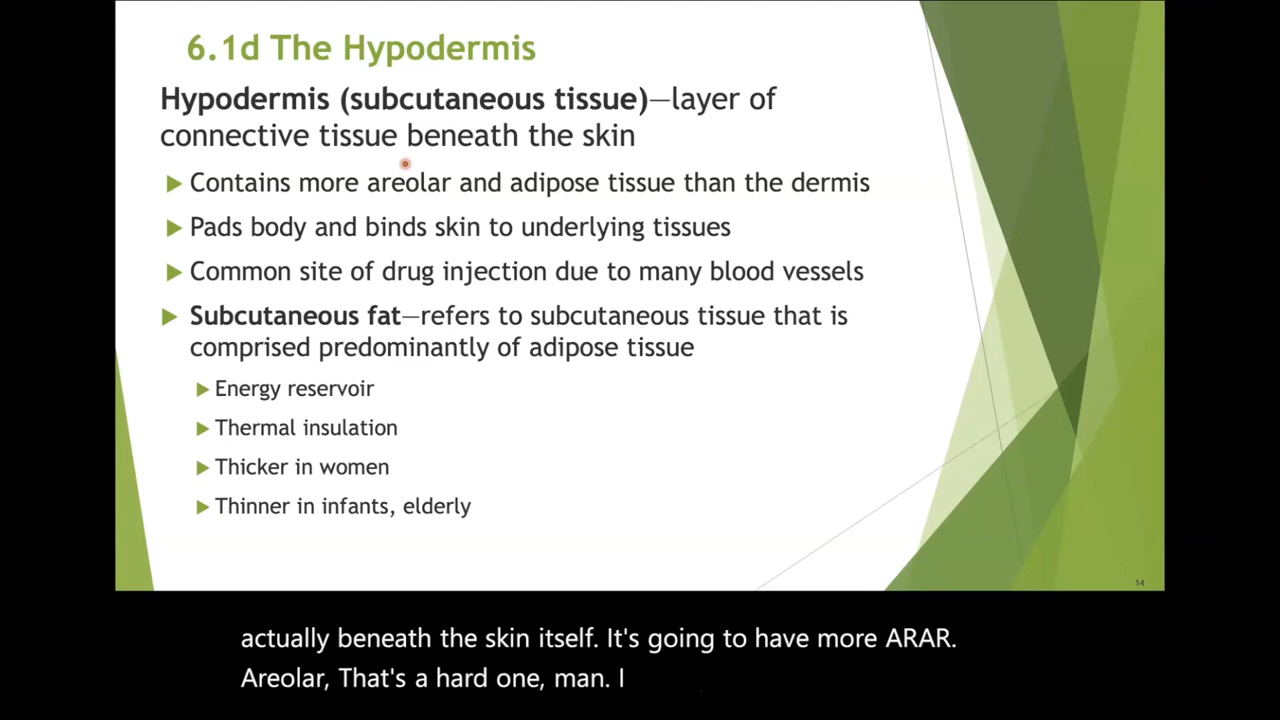 6.1d The Hypodermis
Hypodermis (subcutaneous tissue)—layer of
connective tissue beneath the skin
Contains more areolar and adipose tissue than the dermis
Pads body and binds skin to underlying tissues
Common site of drug injection due to many blood vessels
Subcutaneous fat—refers to subcutaneous tissue that is
comprised predominantly of adipose tissue
Energy reservoir
Thermal insulation
Thicker in women
Thinner in infants, elderly
14
actually beneath the skin itself. It's going to have more ARAR.
Areolar, That's a hard one, man. I